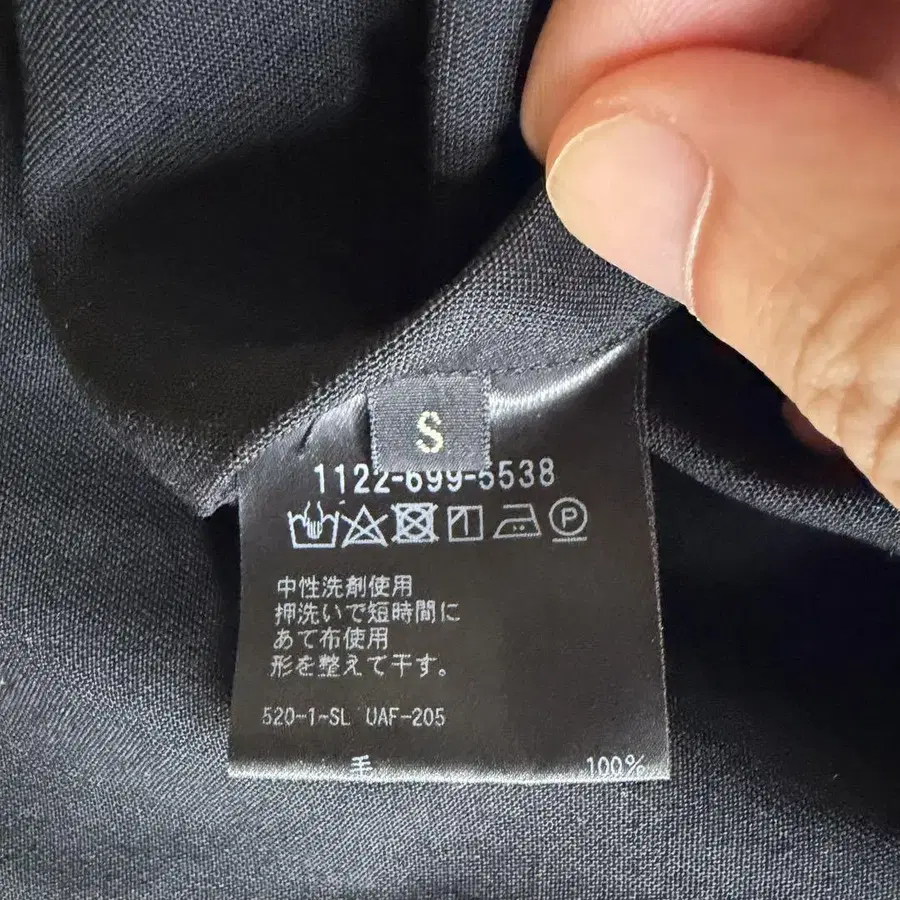 S
1122-699-5538
P
中性洗剤使用
押洗いで短時間に
あて布使用
形を整えて干す。
520-1-SL UAF-205
毛 100%